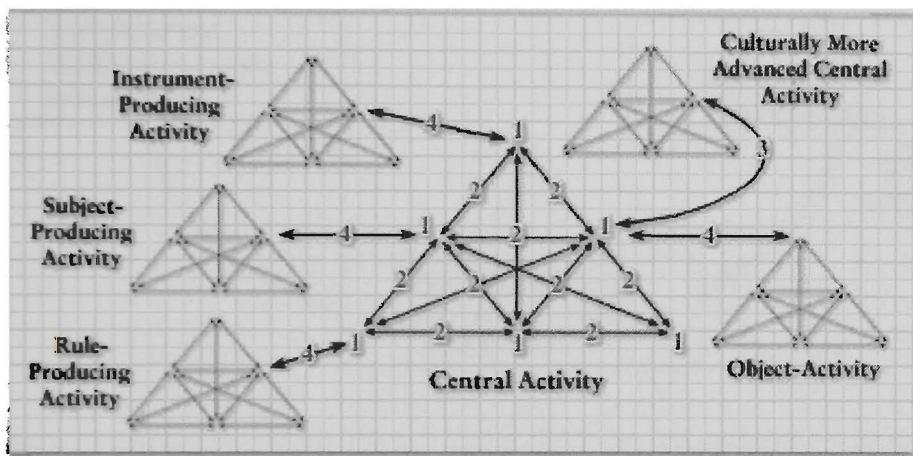 Instrument-
Producing
Activity
Culturally More
Advanced Central
Activity
4
1
3
2
2
Subject-
Producing
Activity
4
1
2
1
4
2
2
2
2
Rule-
Producing
Activity
4
1
2
1
2
1
Central Activity
Object-Activity